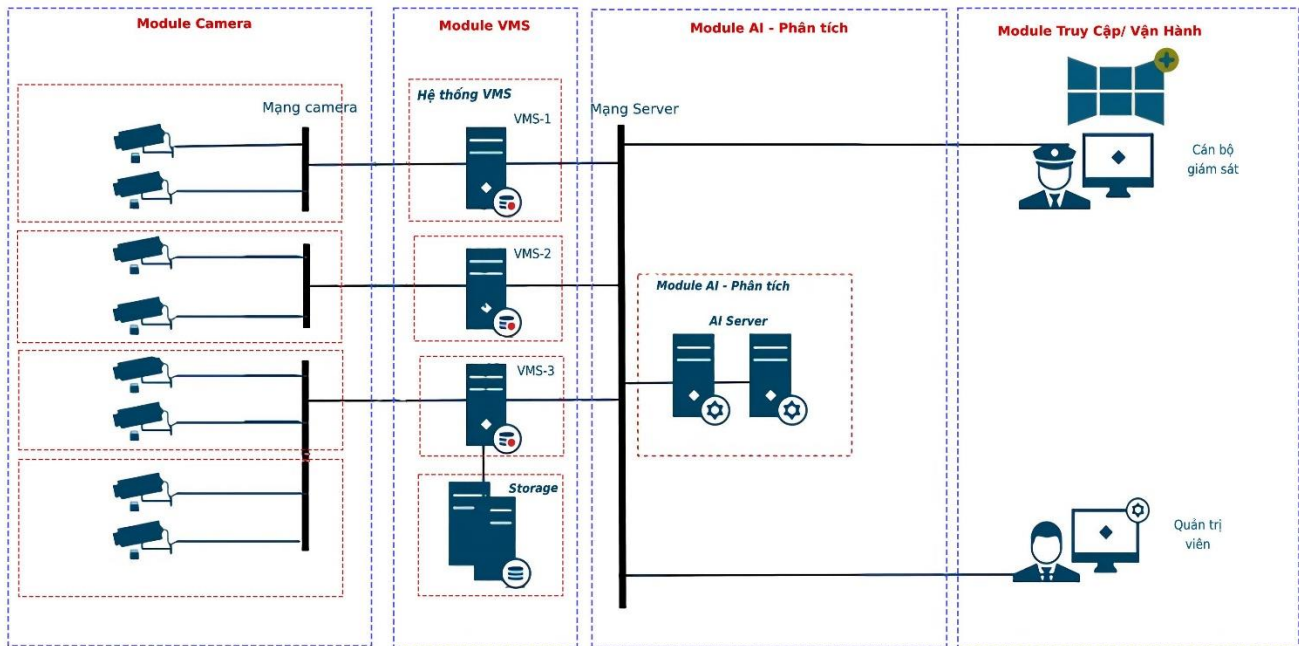 Module Camera
Module VMS
Module AI - Phân tích
Module Truy Cập/ Vận Hành
Mạng camera
Hệ thống VMS
VMS-1
Mạng Server
Cán bộ
giám sát
VMS-2
Module AI - Phân tích
AI Server
VMS-3
Storage
Quản trị
viên